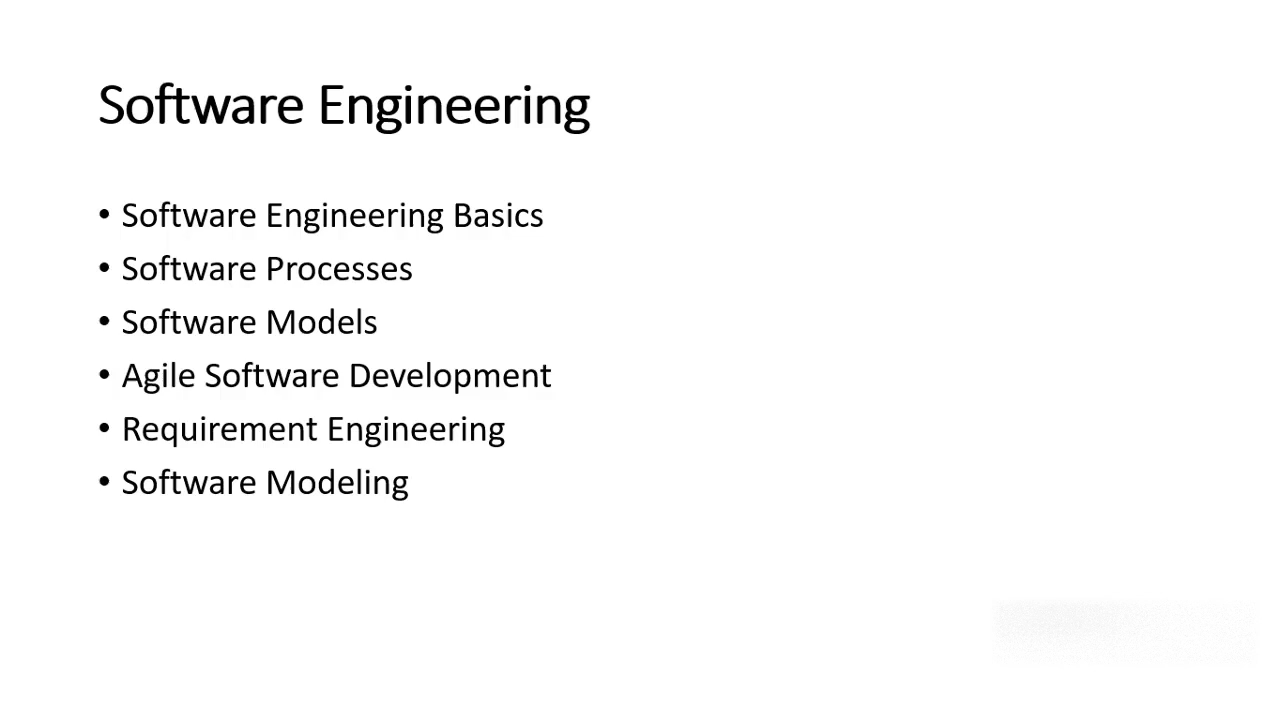 Software Engineering
• Software Engineering Basics
• Software Processes
• Software Models
• Agile Software Development
• Requirement Engineering
• Software Modeling